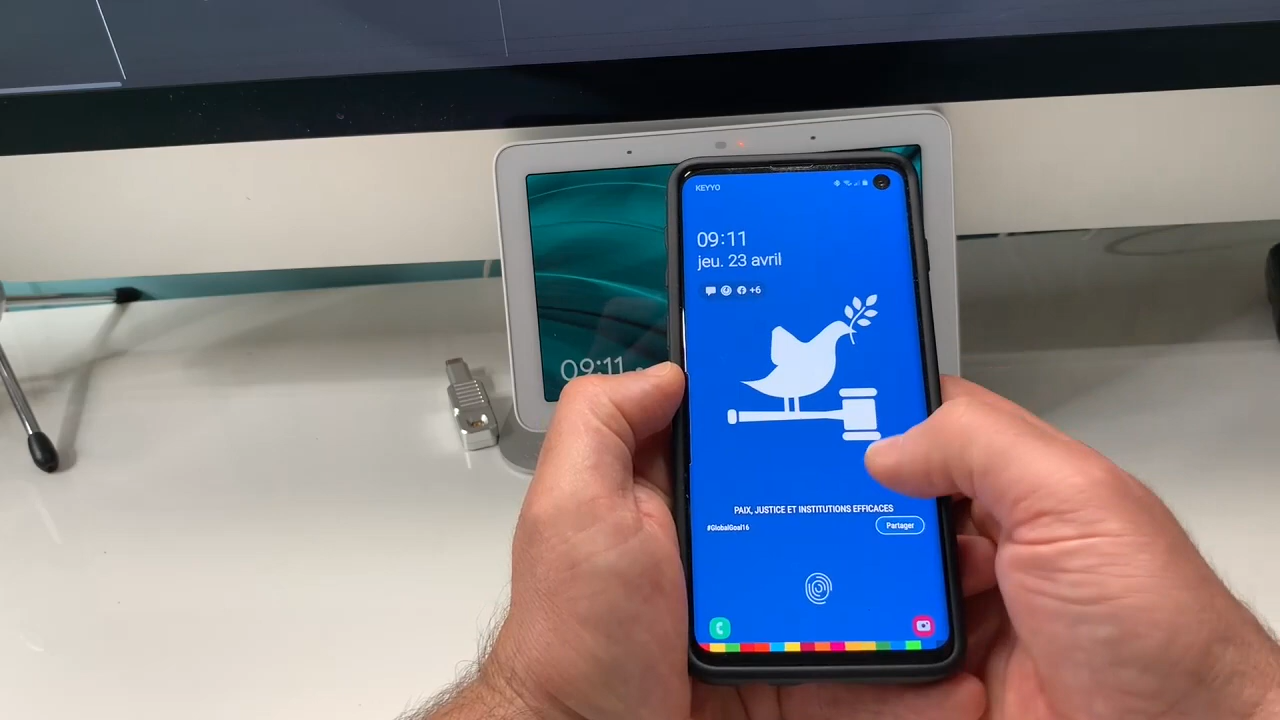 KEYYO
09:11
jeu. 23 avril
+6
PAIX, JUSTICE ET INSTITUTIONS EFFICACES
#GlobalGoal16
Partager
09:11